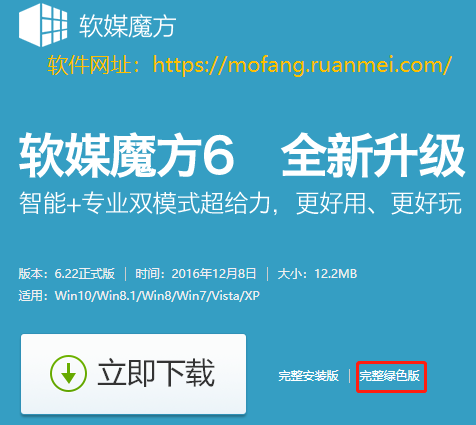 软媒魔方
软件网址：https://mofang.ruanmei.com/
软媒魔方6 全新升级
智能+专业双模式超给力，更好用、更好玩
版本：6.22正式版 | 时间：2016年12月8日 | 大小：12.2MB
适用：Win10/Win8.1/Win8/Win7/Vista/XP
立即下载
完整安装版 | 完整绿色版